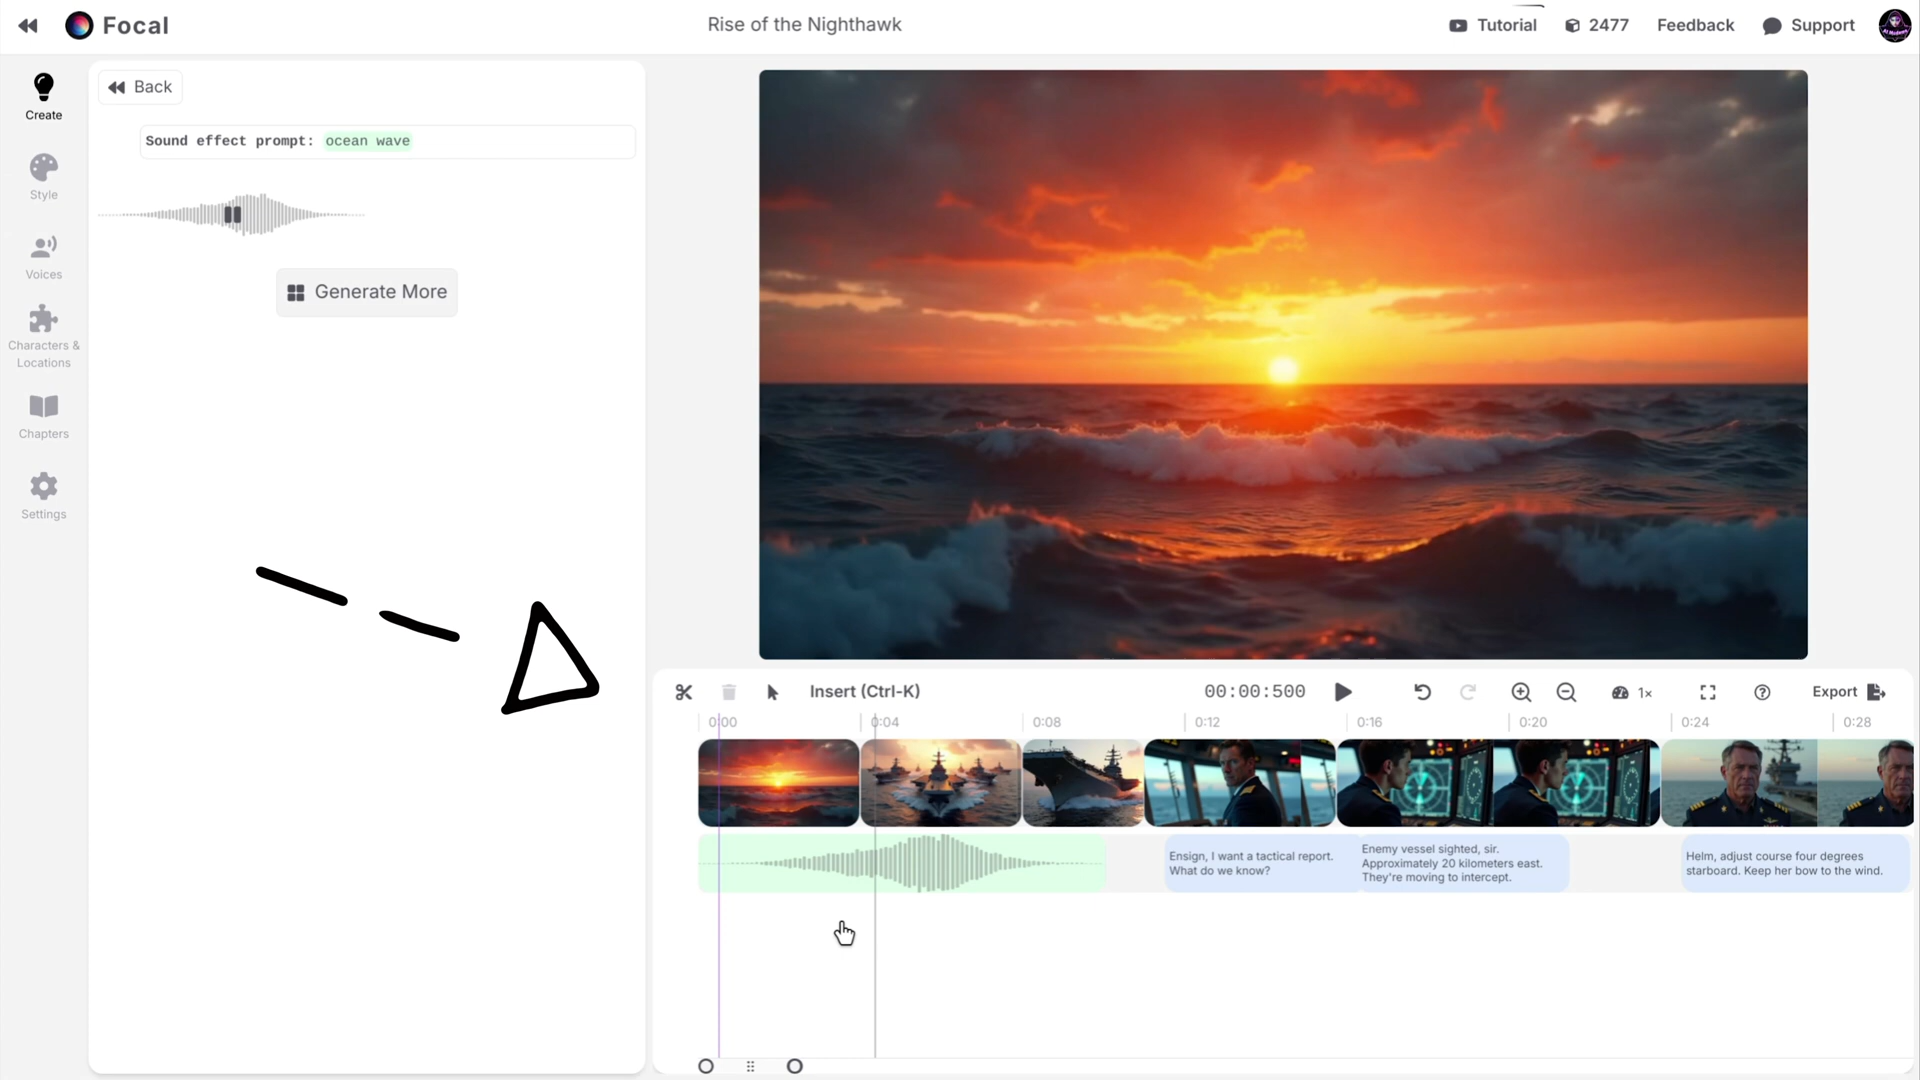 Focal
Rise of the Nighthawk
Tutorial
2477
Feedback
Support
Create
Style
Voices
Characters &
Locations
Chapters
Settings
Back
Sound effect prompt: ocean wave
Generate More
Insert (Ctrl-K)
00:00:500
1×
Export
0:00
0:04
0:08
0:12
0:16
0:20
0:24
0:28
Ensign, I want a tactical report.
What do we know?
Enemy vessel sighted, sir.
Approximately 20 kilometers east.
They're moving to intercept.
Helm, adjust course four degrees
starboard. Keep her bow to the wind.